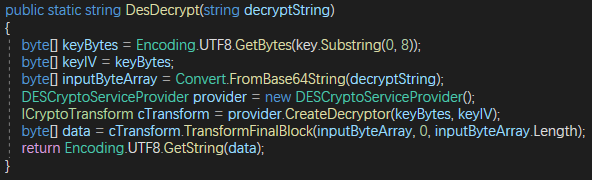 public static string DesDecrypt(string decryptString)
{
byte[] keyBytes = Encoding.UTF8.GetBytes(key.Substring(0, 8));
byte[] keyIV = keyBytes;
byte[] inputByteArray = Convert.FromBase64String(decryptString);
DESCryptoServiceProvider provider = new DESCryptoServiceProvider();
ICryptoTransform cTransform = provider.CreateDecryptor(keyBytes, keyIV);
byte[] data = cTransform.TransformFinalBlock(inputByteArray, 0, inputByteArray.Length);
return Encoding.UTF8.GetString(data);
}